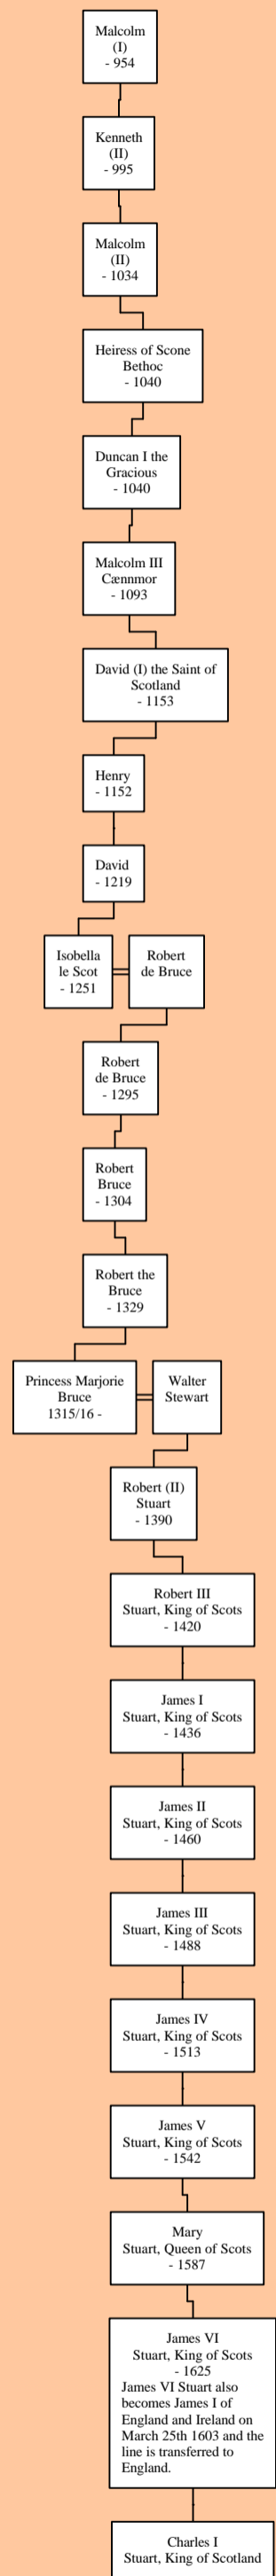 Malcolm
(I)
- 954
Kenneth
(II)
- 995
Malcolm
(II)
- 1034
Heiress of Scone
Bethoc
- 1040
Duncan I the
Gracious
- 1040
Malcolm III
Cænnmor
- 1093
David (I) the Saint of
Scotland
- 1153
Henry
- 1152
David
- 1219
Isobella
le Scot
- 1251
Robert
de Bruce
Robert
de Bruce
- 1295
Robert
Bruce
- 1304
Robert the
Bruce
- 1329
Princess Marjorie
Bruce
1315/16 -
Walter
Stewart
Robert (II)
Stuart
- 1390
Robert III
Stuart, King of Scots
- 1420
James I
Stuart, King of Scots
- 1436
James II
Stuart, King of Scots
- 1460
James III
Stuart, King of Scots
- 1488
James IV
Stuart, King of Scots
- 1513
James V
Stuart, King of Scots
- 1542
Mary
Stuart, Queen of Scots
- 1587
James VI
Stuart, King of Scots
- 1625
James VI Stuart also
becomes James I of
England and Ireland on
March 25th 1603 and the
line is transferred to
England.
Charles I
Stuart, King of Scotland